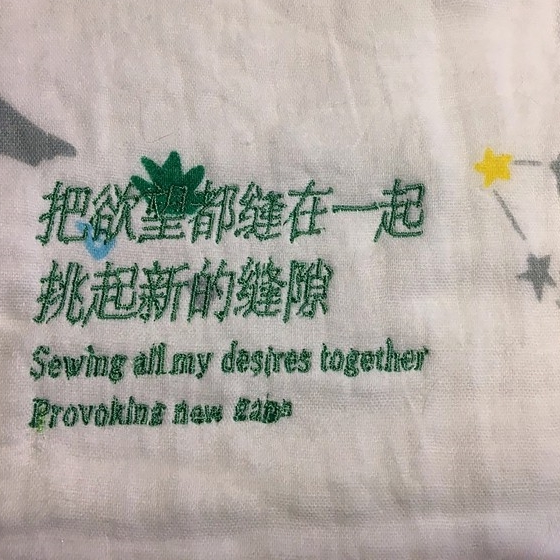 把欲望都缝在一起
挑起新的缝隙
Sewing all my desires together
Provoking new gaps